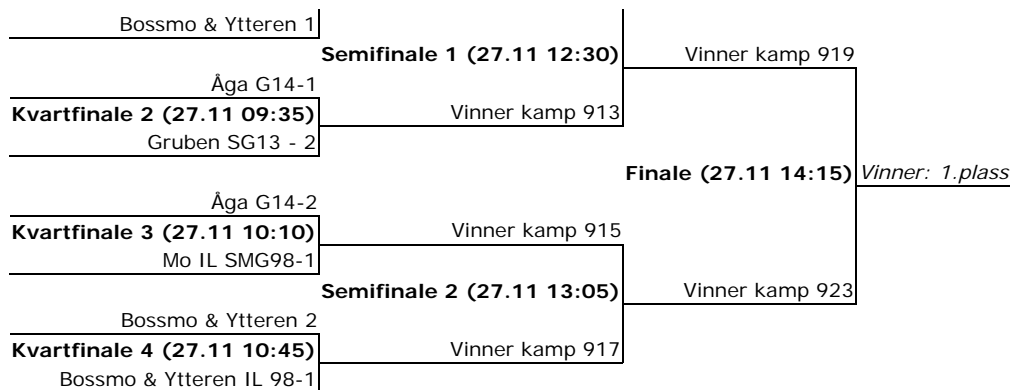 Bossmo & Ytteren 1
Semifinale 1 (27.11 12:30)
Vinner kamp 919
Åga G14-1
Kvartfinale 2 (27.11 09:35)
Vinner kamp 913
Gruben SG13 - 2
Finale (27.11 14:15)
Vinner: 1.plass
Åga G14-2
Kvartfinale 3 (27.11 10:10)
Vinner kamp 915
Mo IL SMG98-1
Semifinale 2 (27.11 13:05)
Vinner kamp 923
Bossmo & Ytteren 2
Kvartfinale 4 (27.11 10:45)
Vinner kamp 917
Bossmo & Ytteren IL 98-1